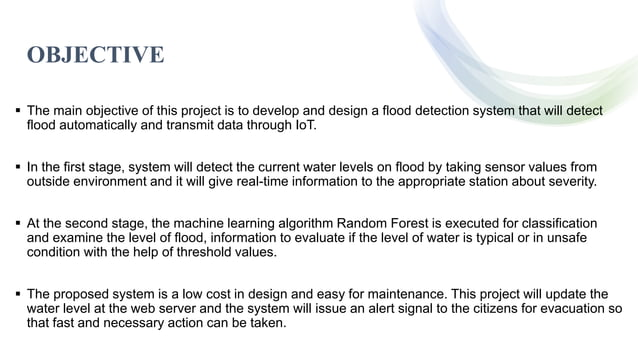 OBJECTIVE
▪ The main objective of this project is to develop and design a flood detection system that will detect
flood automatically and transmit data through IoT.
▪ In the first stage, system will detect the current water levels on flood by taking sensor values from
outside environment and it will give real-time information to the appropriate station about severity.
▪ At the second stage, the machine learning algorithm Random Forest is executed for classification
and examine the level of flood, information to evaluate if the level of water is typical or in unsafe
condition with the help of threshold values.
▪ The proposed system is a low cost in design and easy for maintenance. This project will update the
water level at the web server and the system will issue an alert signal to the citizens for evacuation so
that fast and necessary action can be taken.